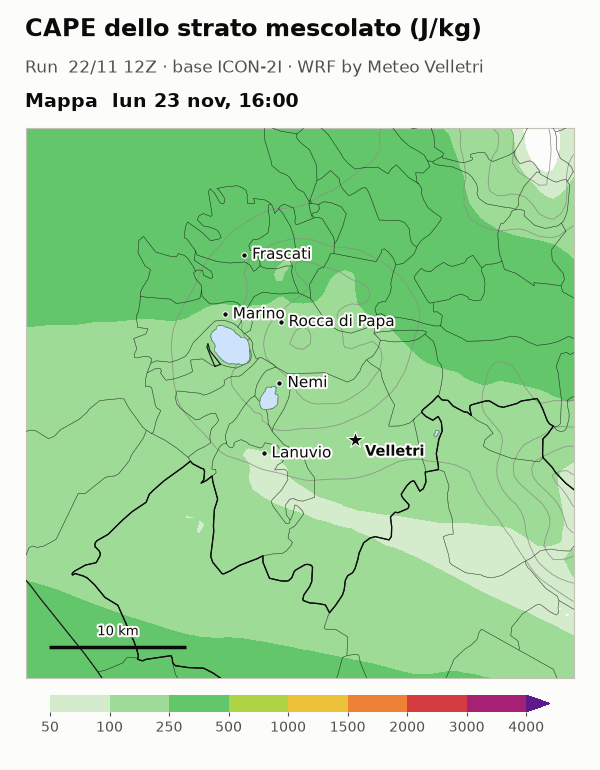 CAPE dello strato mescolato (J/kg)
Run  22/11 12Z · base ICON-2I · WRF by Meteo Velletri
Mappa  lun 23 nov, 16:00
Frascati
Marino
Rocca di Papa
Nemi
Velletri
Lanuvio
10 km
50 100 250 500 1000 1500 2000 3000 4000